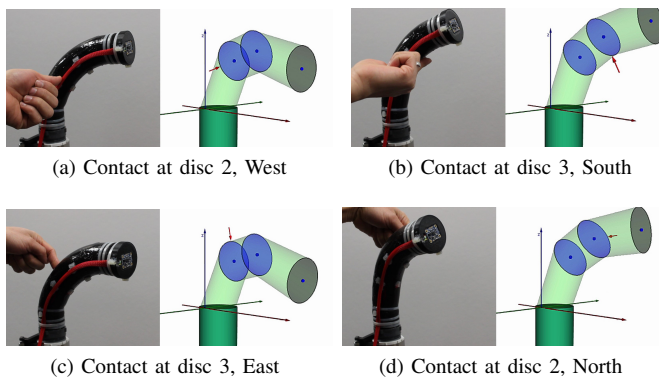 z
z
(a) Contact at disc 2, West
(b) Contact at disc 3, South
z
z
(c) Contact at disc 3, East
(d) Contact at disc 2, North